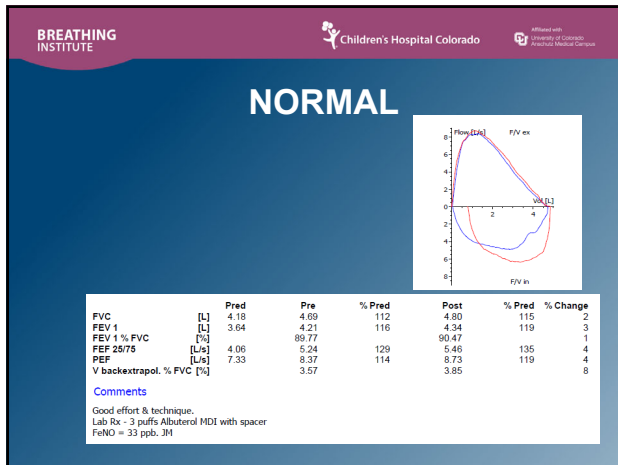 BREATHING
INSTITUTE
Children's Hospital Colorado
Affiliated with
University of Colorado
Anschutz Medical Campus
NORMAL
Flow [L/s] F/V ex
8
6
4
2
0
Vol [L]
2 4
2
4
6
8
F/V in
Pred Pre % Pred Post % Pred % Change
FVC [L] 4.18 4.69 112 4.80 115 2
FEV 1 [L] 3.64 4.21 116 4.34 119 3
FEV 1 % FVC [%] 89.77 90.47 1
FEF 25/75 [L/s] 4.06 5.24 129 5.46 135 4
PEF [L/s] 7.33 8.37 114 8.73 119 4
V backextrapol. % FVC [%] 3.57 3.85 8
Comments
Good effort & technique.
Lab Rx - 3 puffs Albuterol MDI with spacer
FeNO = 33 ppb. JM